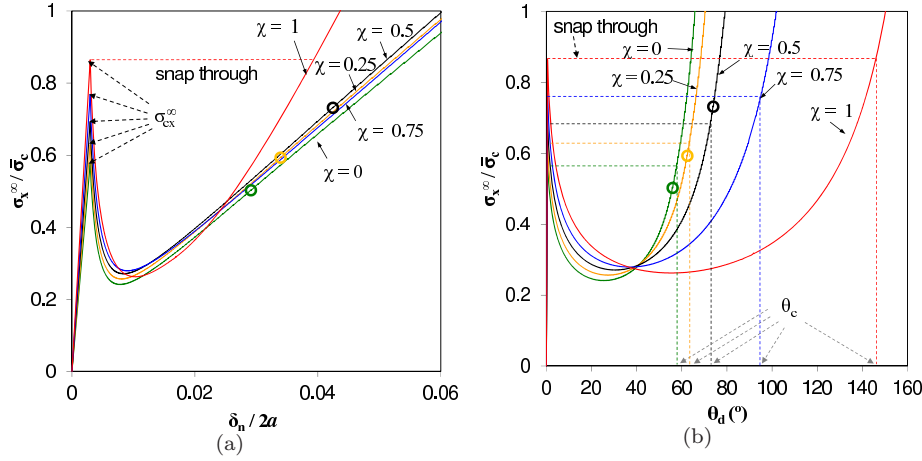 1
0.8
0.6
0.4
0.2
0
σx∞ / σ̄c
χ = 1
χ = 0.5
χ = 0.25
χ = 0.75
χ = 0
snap through
σcx∞
0 0.02 0.04 0.06
δn / 2a
(a)
1
0.8
0.6
0.4
0.2
0
σx∞ / σ̄c
snap through
χ = 0
χ = 0.5
χ = 0.25
χ = 0.75
χ = 1
θc
0 20 40 60 80 100 120 140 160
θd (º)
(b)